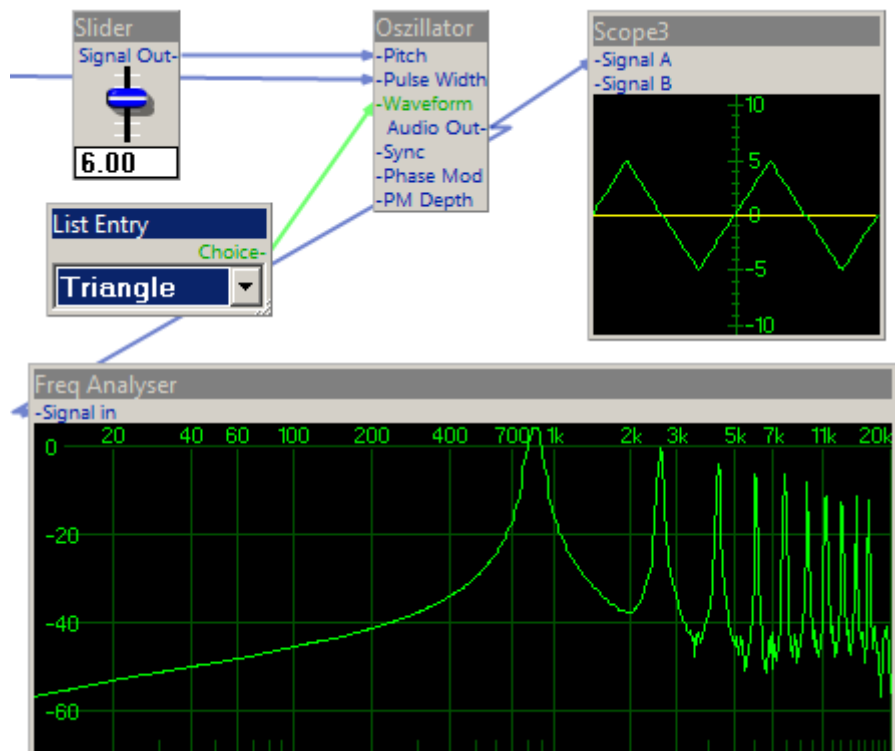 Slider
Signal Out-
6.00
Oszillator
-Pitch
-Pulse Width
-Waveform
Audio Out-
-Sync
-Phase Mod
-PM Depth
Scope3
-Signal A
-Signal B
10
5
0
-5
-10
List Entry
Choice-
Triangle
Freq Analyser
-Signal in
20 40 60 100 200 400 700 1k 2k 3k 5k 7k 11k 20k
0
-20
-40
-60